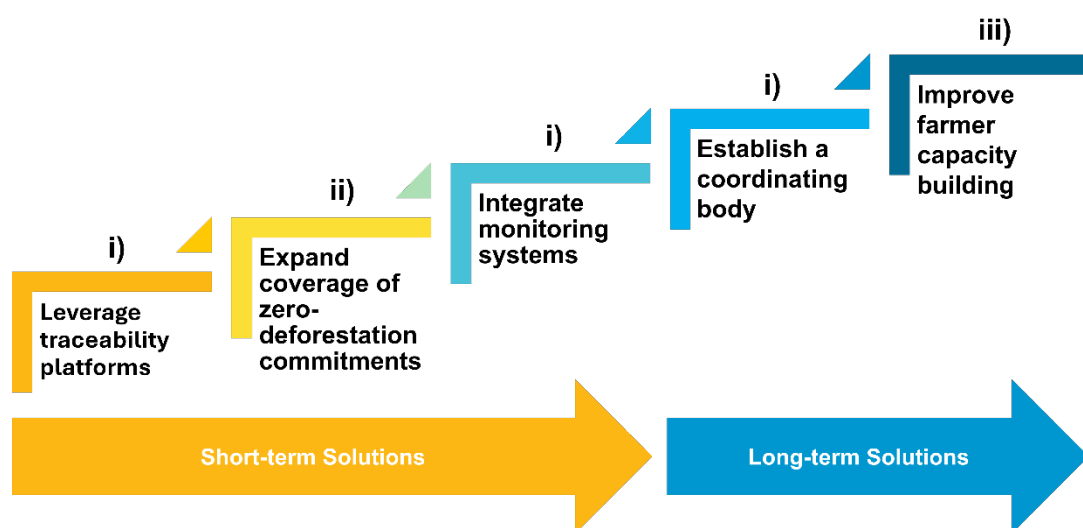 i)
Leverage
traceability
platforms
ii)
Expand
coverage of
zero-
deforestation
commitments
i)
Integrate
monitoring
systems
i)
Establish a
coordinating
body
iii)
Improve
farmer
capacity
building
Short-term Solutions
Long-term Solutions